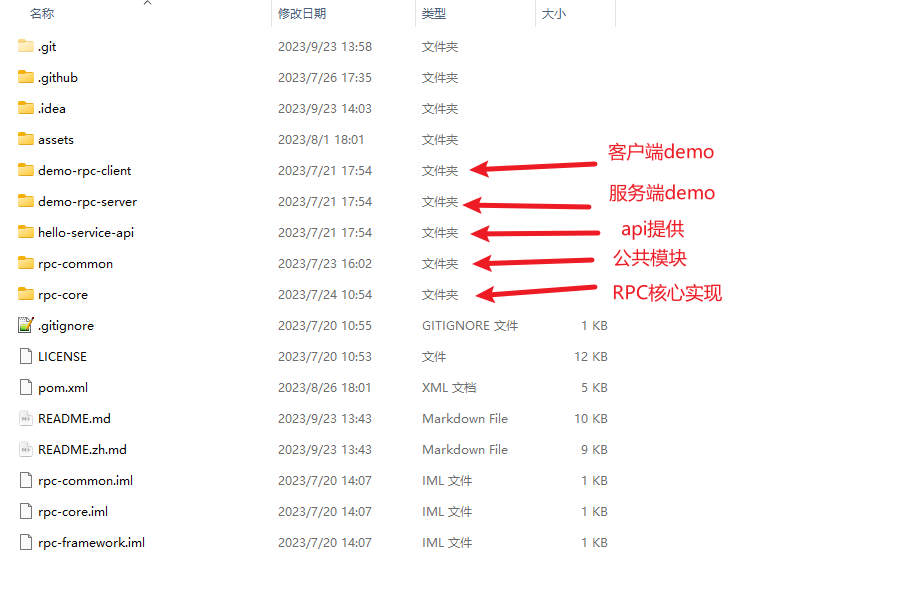 名称 修改日期 类型 大小
.git 2023/9/23 13:58 文件夹
.github 2023/7/26 17:35 文件夹
.idea 2023/9/23 14:03 文件夹
assets 2023/8/1 18:01 文件夹
demo-rpc-client 2023/7/21 17:54 文件夹 客户端demo
demo-rpc-server 2023/7/21 17:54 文件夹 服务端demo
hello-service-api 2023/7/21 17:54 文件夹 api提供
rpc-common 2023/7/23 16:02 文件夹 公共模块
rpc-core 2023/7/24 10:54 文件夹 RPC核心实现
.gitignore 2023/7/20 10:55 GITIGNORE 文件 1 KB
LICENSE 2023/7/20 10:53 文件 12 KB
pom.xml 2023/8/26 18:01 XML 文档 5 KB
README.md 2023/9/23 13:43 Markdown File 10 KB
README.zh.md 2023/9/23 13:43 Markdown File 9 KB
rpc-common.iml 2023/7/20 14:07 IML 文件 1 KB
rpc-core.iml 2023/7/20 14:07 IML 文件 1 KB
rpc-framework.iml 2023/7/20 14:07 IML 文件 1 KB